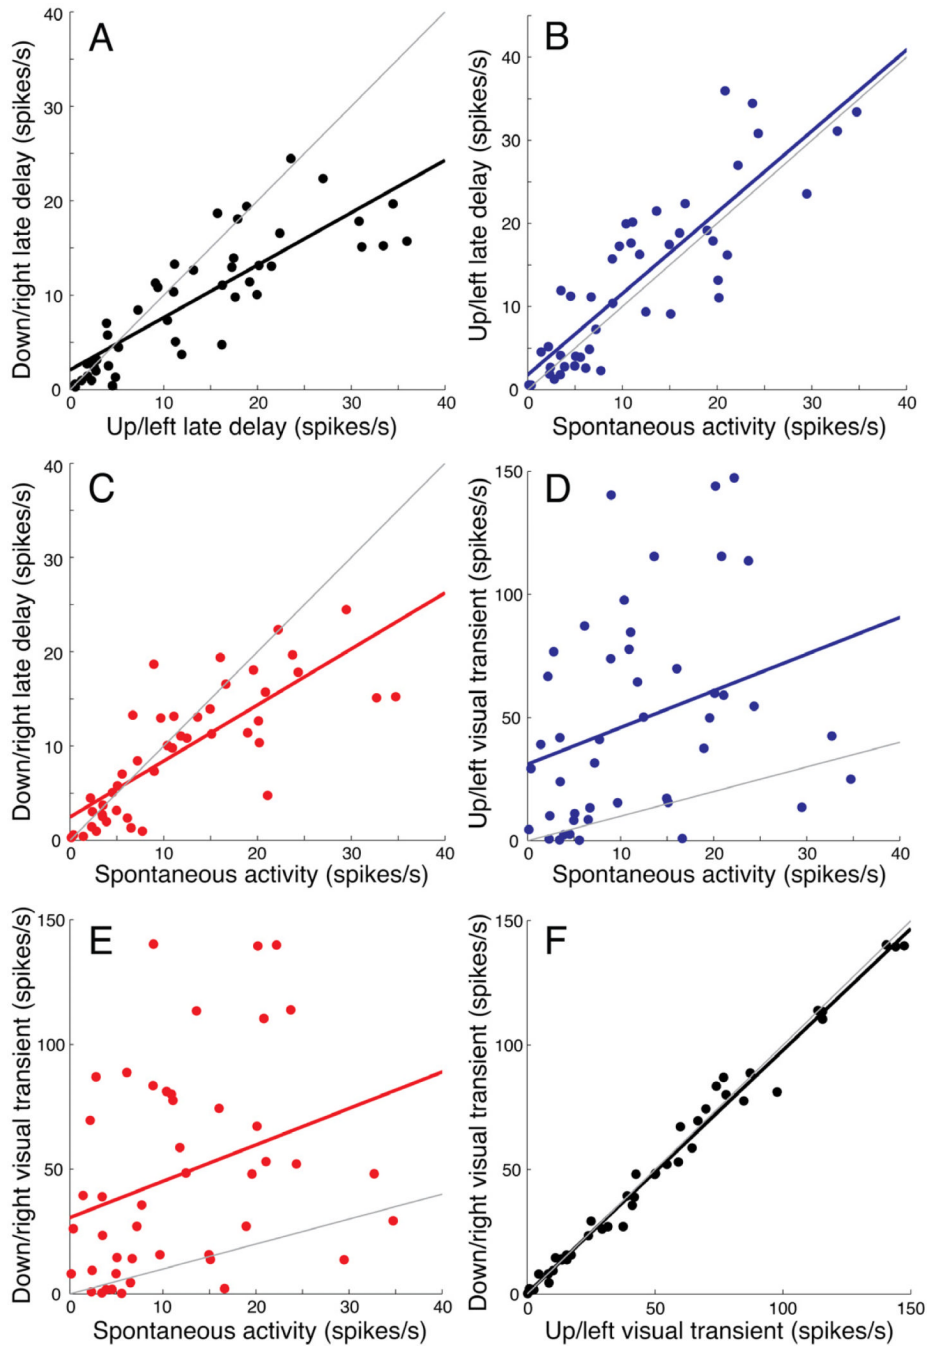 A
Down/right late delay (spikes/s)
40
30
20
10
0
0 10 20 30 40
Up/left late delay (spikes/s)
B
Up/left late delay (spikes/s)
40
30
20
10
0
0 10 20 30 40
Spontaneous activity (spikes/s)
C
Down/right late delay (spikes/s)
40
30
20
10
0
0 10 20 30 40
Spontaneous activity (spikes/s)
D
Up/left visual transient (spikes/s)
150
100
50
0
0 10 20 30 40
Spontaneous activity (spikes/s)
E
Down/right visual transient (spikes/s)
150
100
50
0
0 10 20 30 40
Spontaneous activity (spikes/s)
F
Down/right visual transient (spikes/s)
150
100
50
0
0 50 100 150
Up/left visual transient (spikes/s)